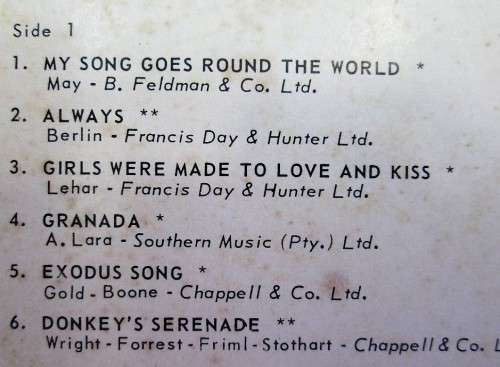 Side 1
1. MY SONG GOES ROUND THE WORLD *
May - B. Feldman & Co. Ltd.
2. ALWAYS **
Berlin - Francis Day & Hunter Ltd.
3. GIRLS WERE MADE TO LOVE AND KISS *
Lehar - Francis Day & Hunter Ltd.
4. GRANADA *
A. Lara - Southern Music (Pty.) Ltd.
5. EXODUS SONG *
Gold - Boone - Chappell & Co. Ltd.
6. DONKEY'S SERENADE **
Wright - Forrest - Friml - Stothart - Chappell & Co. L